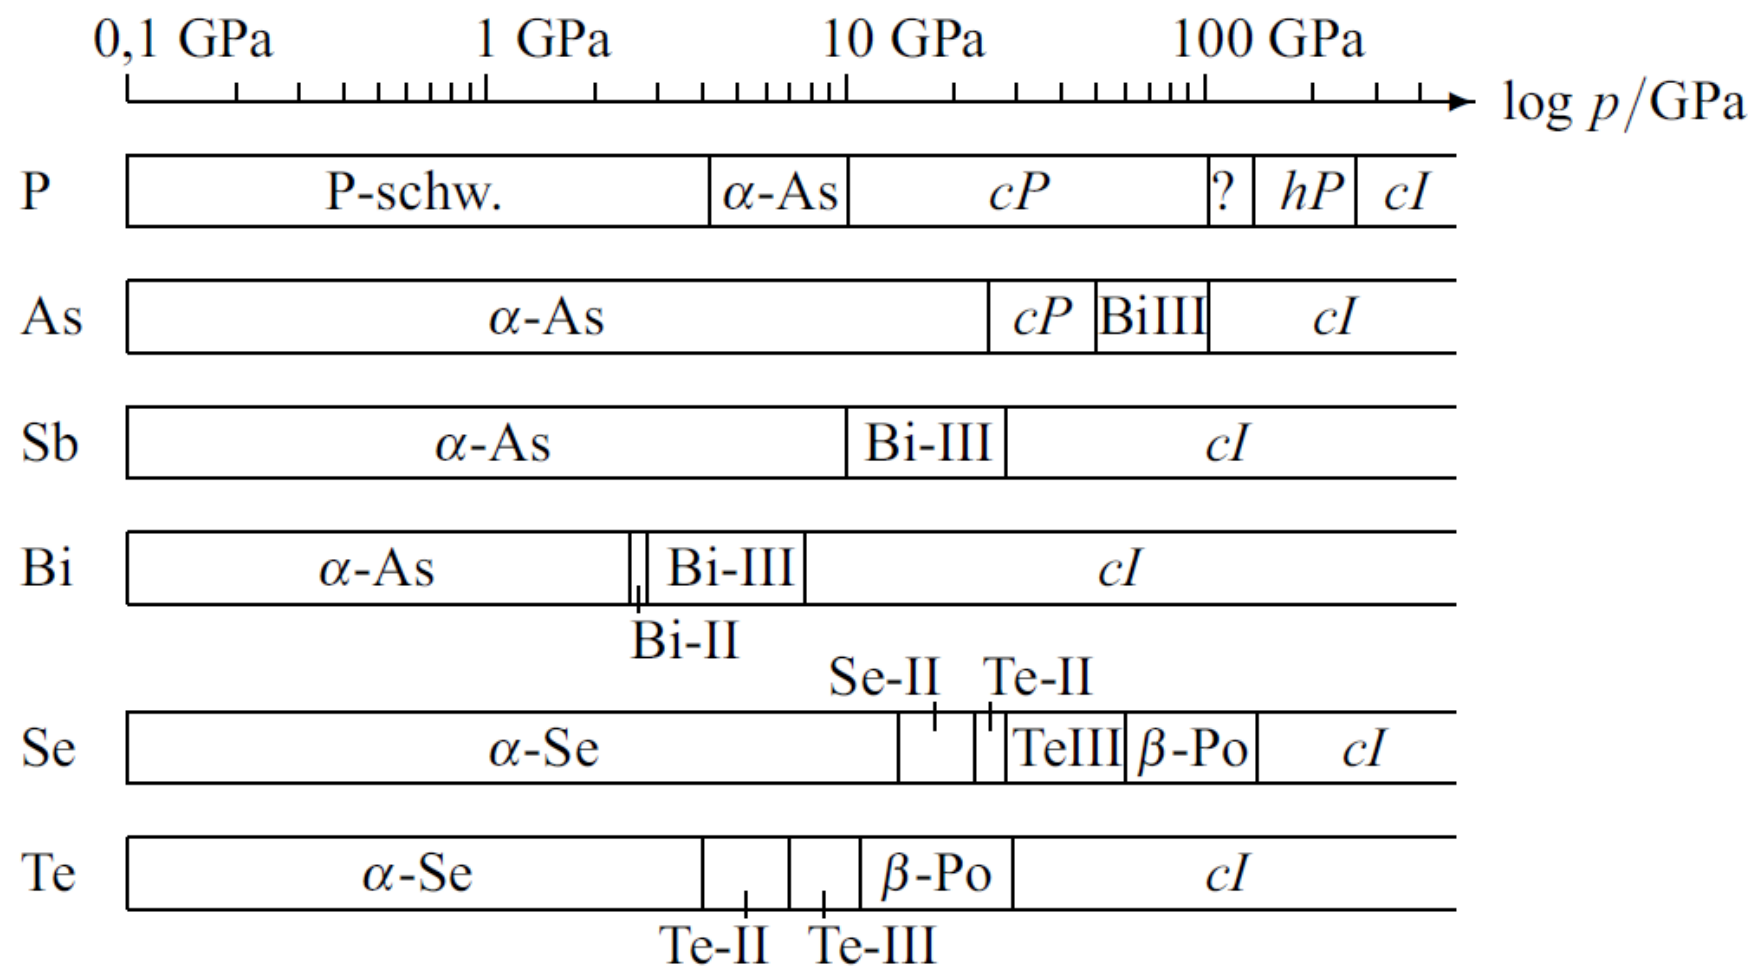 0,1 GPa 1 GPa 10 GPa 100 GPa
log p/GPa
P P-schw. α-As cP ? hP cI
As α-As cP BiIII cI
Sb α-As Bi-III cI
Bi α-As Bi-III cI
Bi-II
Se-II Te-II
Se α-Se TeIII β-Po cI
Te α-Se β-Po cI
Te-II Te-III